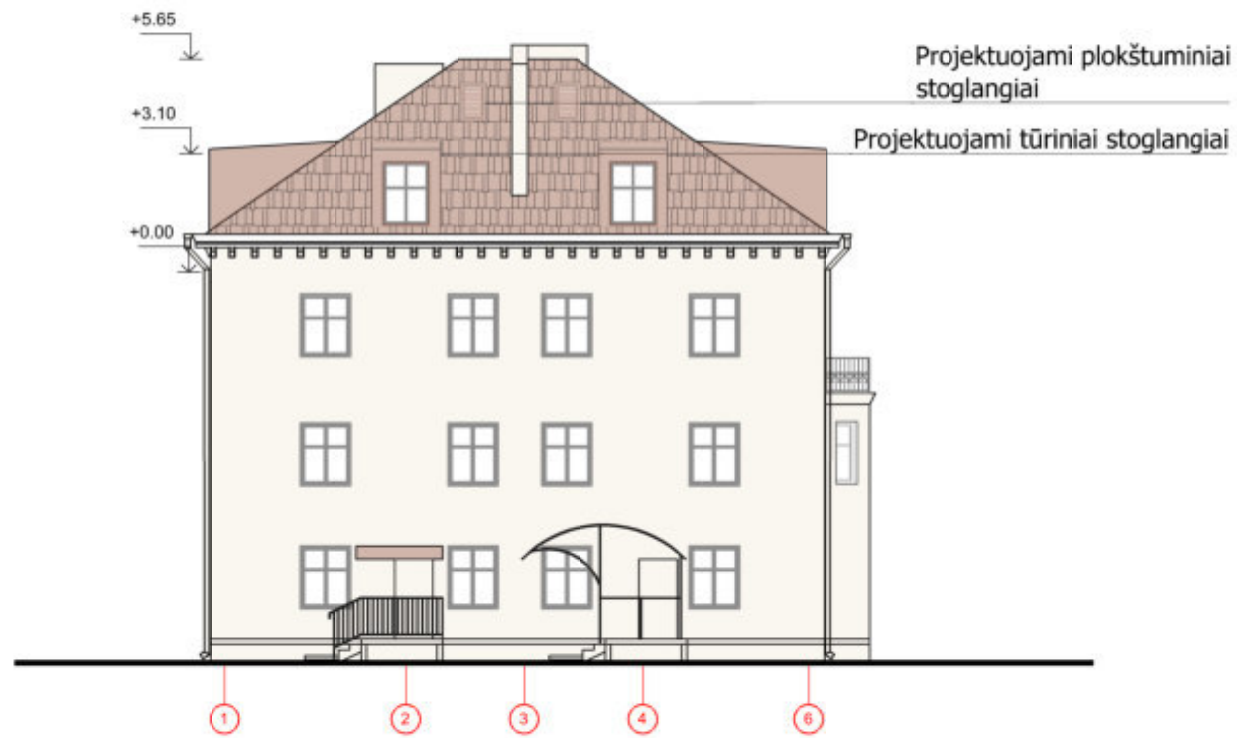 +5.65
Projektuojami plokštuminiai
stoglangiai
+3.10
Projektuojami tūriniai stoglangiai
+0.00
1 2 3 4 6